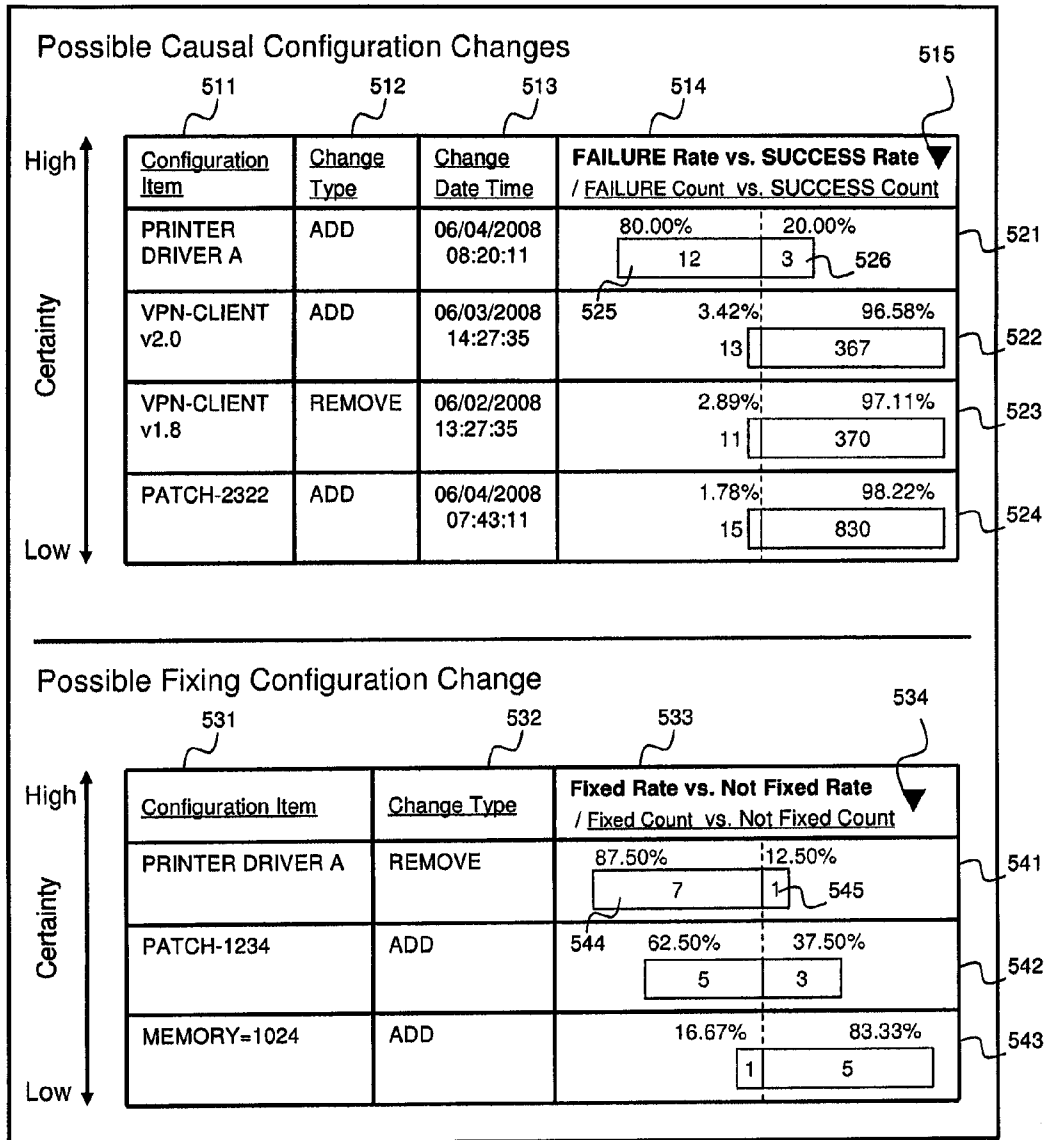 Possible Causal Configuration Changes
515
511
512
513
514
High
Configuration
Item
Change
Type
Change
Date Time
FAILURE Rate vs. SUCCESS Rate
/ FAILURE Count vs. SUCCESS Count
PRINTER
DRIVER A
ADD
06/04/2008
08:20:11
80.00%
20.00%
12
3
521
526
525
VPN-CLIENT
v2.0
ADD
06/03/2008
14:27:35
3.42%
96.58%
13
367
522
Certainty
VPN-CLIENT
v1.8
REMOVE
06/02/2008
13:27:35
2.89%
97.11%
11
370
523
PATCH-2322
ADD
06/04/2008
07:43:11
1.78%
98.22%
15
830
524
Low
Possible Fixing Configuration Change
531
532
533
534
High
Configuration Item
Change Type
Fixed Rate vs. Not Fixed Rate
/ Fixed Count vs. Not Fixed Count
PRINTER DRIVER A
REMOVE
87.50%
12.50%
7
1
541
545
544
Certainty
PATCH-1234
ADD
62.50%
37.50%
5
3
542
MEMORY=1024
ADD
16.67%
83.33%
1
5
543
Low